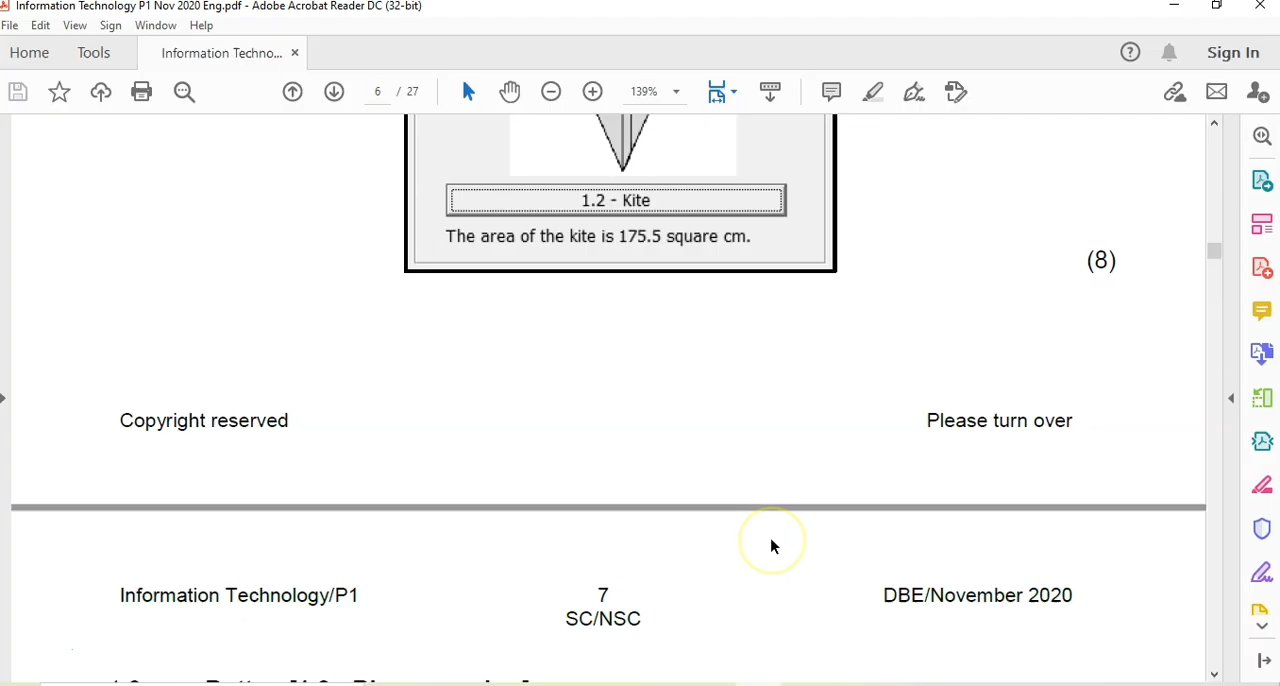 Information Technology P1 Nov 2020 Eng.pdf - Adobe Acrobat Reader DC (32-bit)
File Edit View Sign Window Help
Home Tools Information Techno... × Sign In
6 / 27 139%
1.2 - Kite
The area of the kite is 175.5 square cm.
(8)
Copyright reserved Please turn over
Information Technology/P1 7 DBE/November 2020
SC/NSC